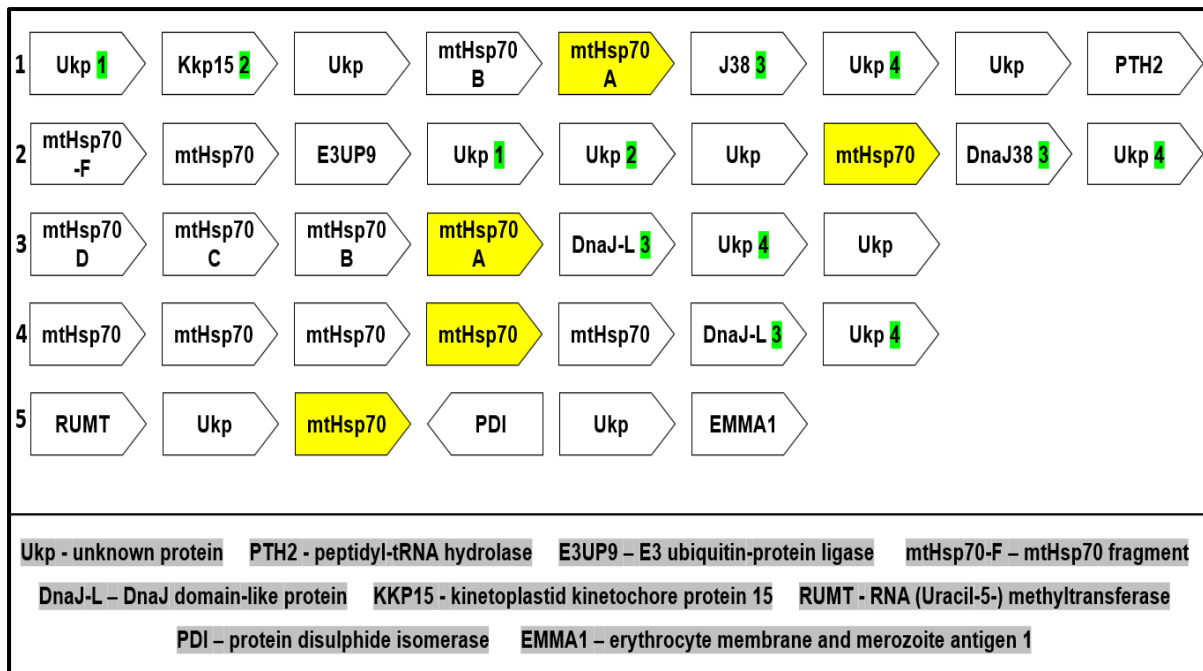 1 Ukp 1 Kkp15 2 Ukp mtHsp70 B mtHsp70 A J38 3 Ukp 4 Ukp PTH2
2 mtHsp70 -F mtHsp70 E3UP9 Ukp 1 Ukp 2 Ukp mtHsp70 DnaJ38 3 Ukp 4
3 mtHsp70 D mtHsp70 C mtHsp70 B mtHsp70 A DnaJ-L 3 Ukp 4 Ukp
4 mtHsp70 mtHsp70 mtHsp70 mtHsp70 mtHsp70 DnaJ-L 3 Ukp 4
5 RUMT Ukp mtHsp70 PDI Ukp EMMA1
Ukp - unknown protein PTH2 - peptidyl-tRNA hydrolase E3UP9 – E3 ubiquitin-protein ligase mtHsp70-F – mtHsp70 fragment
DnaJ-L – DnaJ domain-like protein KKP15 - kinetoplastid kinetochore protein 15 RUMT - RNA (Uracil-5-) methyltransferase
PDI – protein disulphide isomerase EMMA1 – erythrocyte membrane and merozoite antigen 1